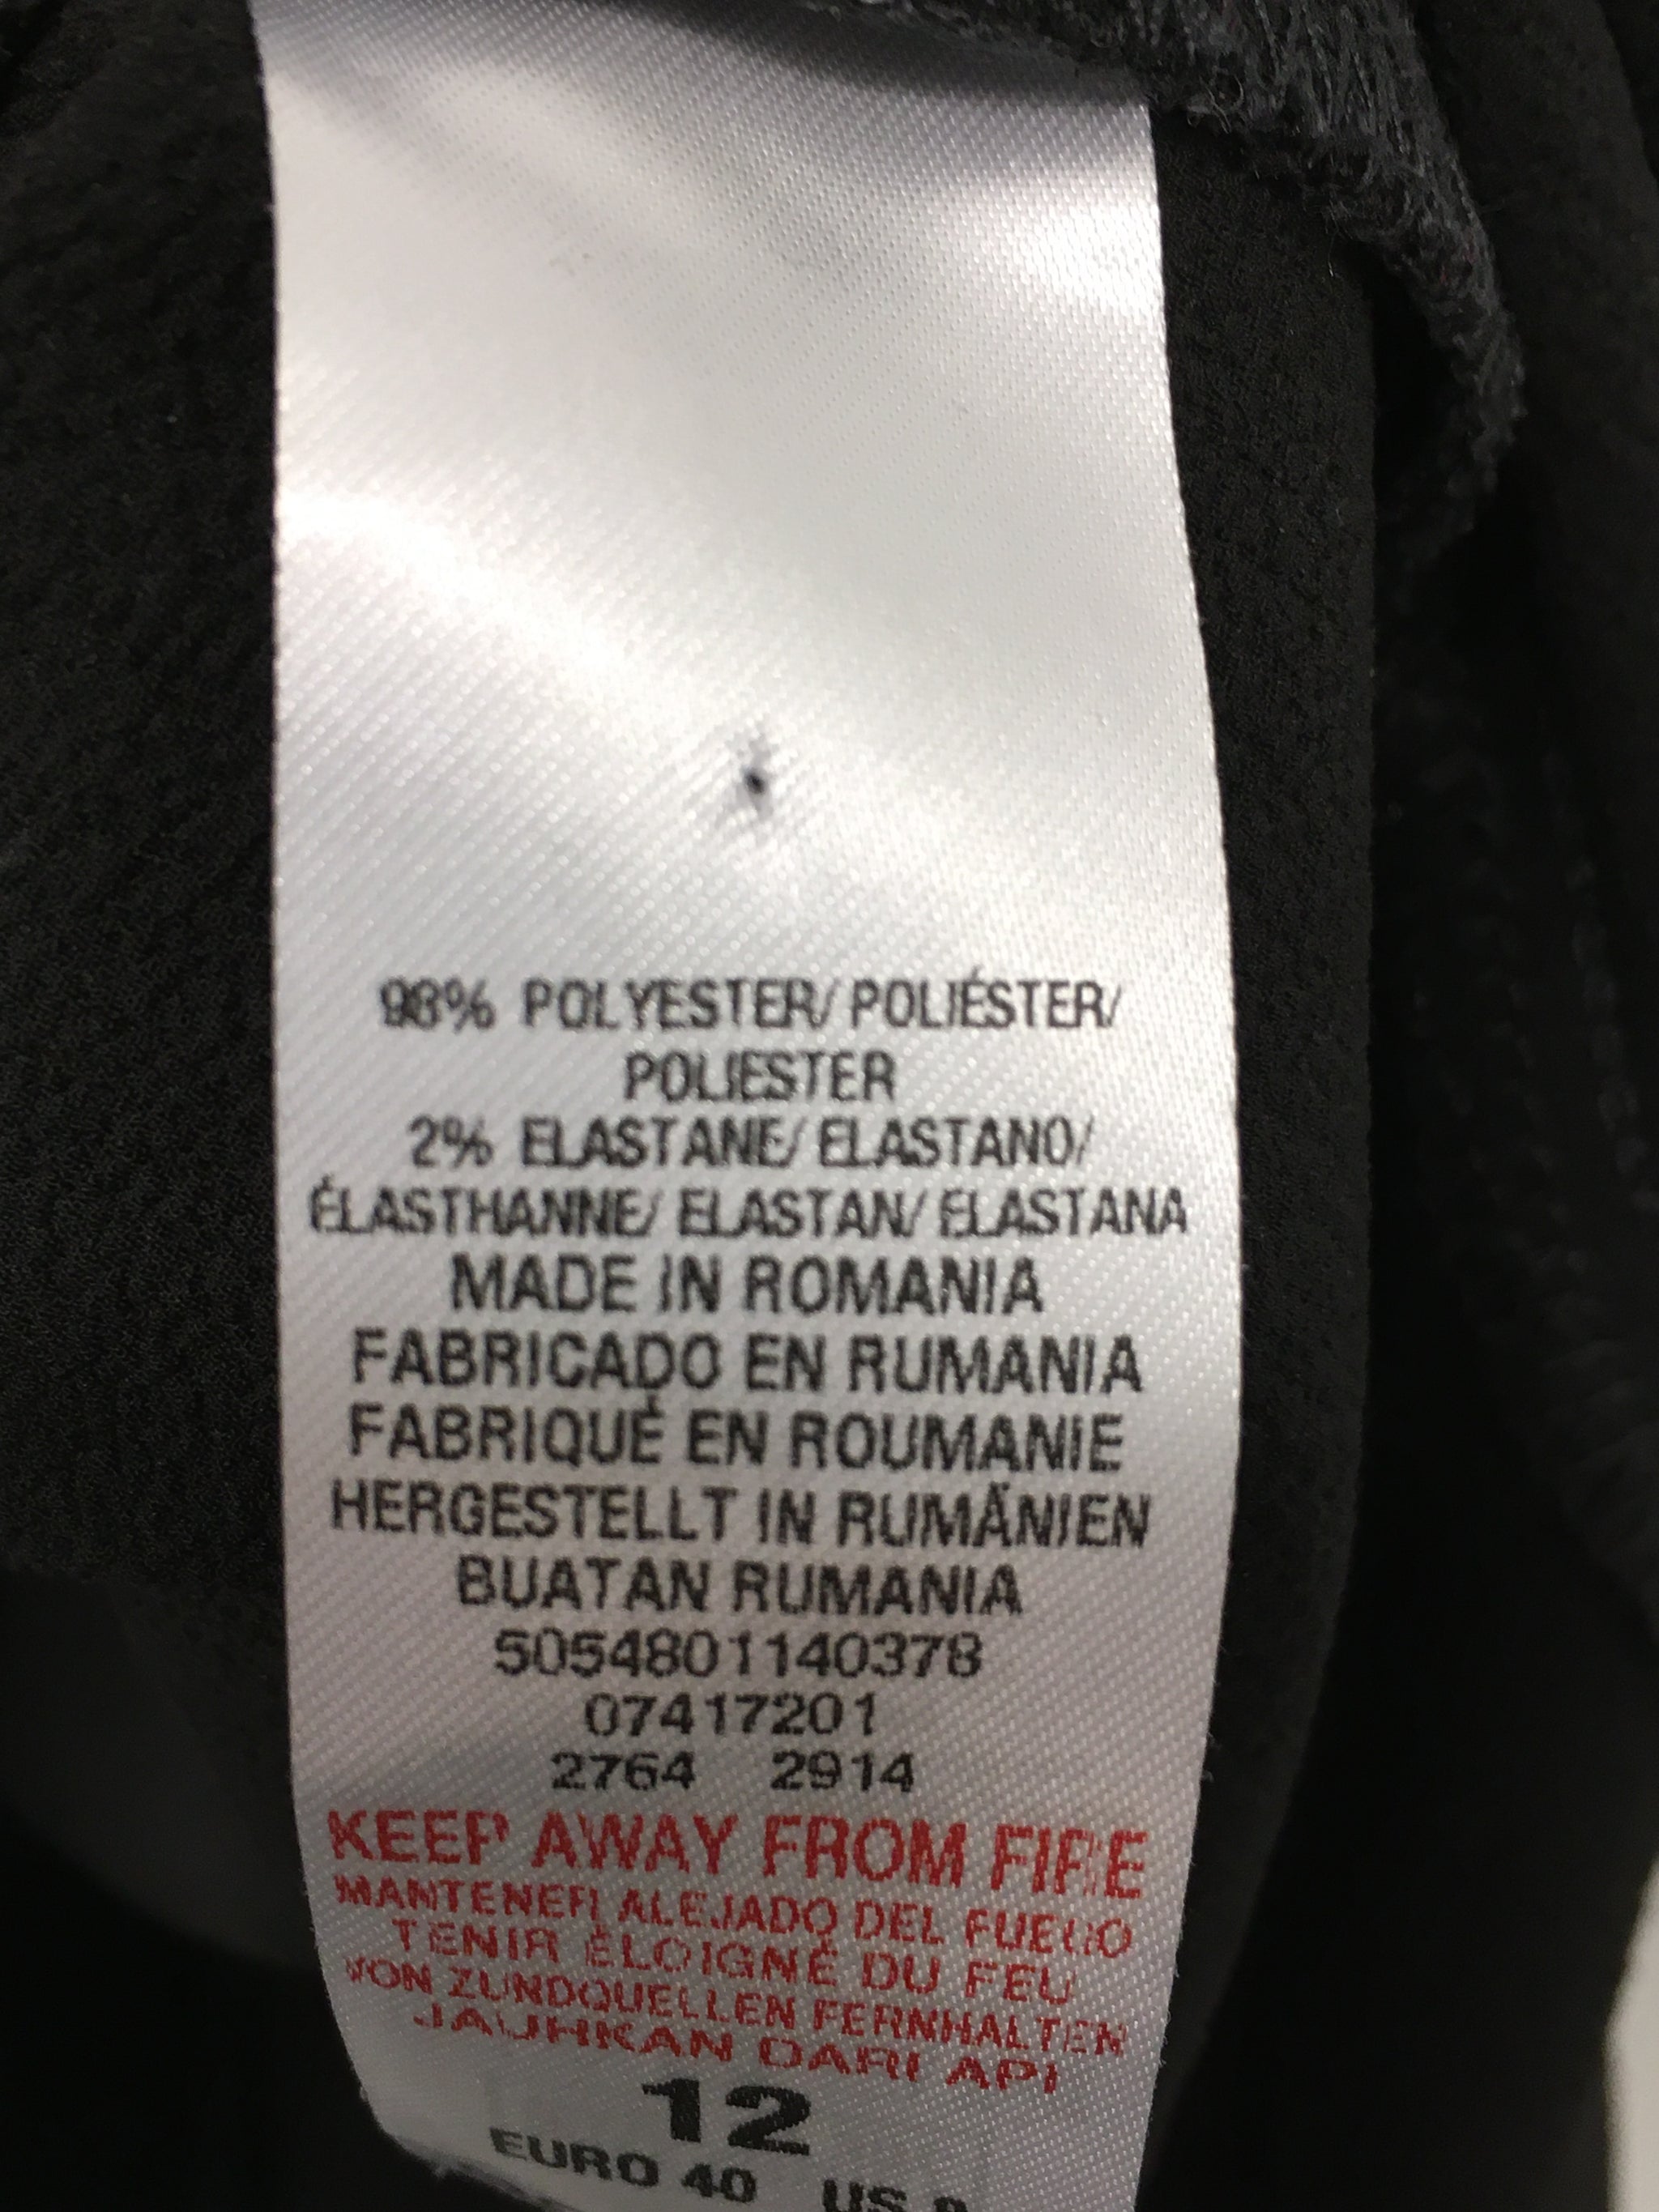 98% POLYESTER/ POLIÉSTER/
POLIESTER
2% ELASTANE/ ELASTANO/
ÉLASTHANNE/ ELASTAN/ ELASTANA
MADE IN ROMANIA
FABRICADO EN RUMANIA
FABRIQUÉ EN ROUMANIE
HERGESTELLT IN RUMÄNIEN
BUATAN RUMANIA
5054801140378
07417201
2764 2914
KEEP AWAY FROM FIRE
MANTENER ALEJADO DEL FUEGO
TENIR ÉLOIGNÉ DU FEU
VON ZUNDQUELLEN FERNHALTEN
JAUHKAN DARI API
12
EURO 40 US